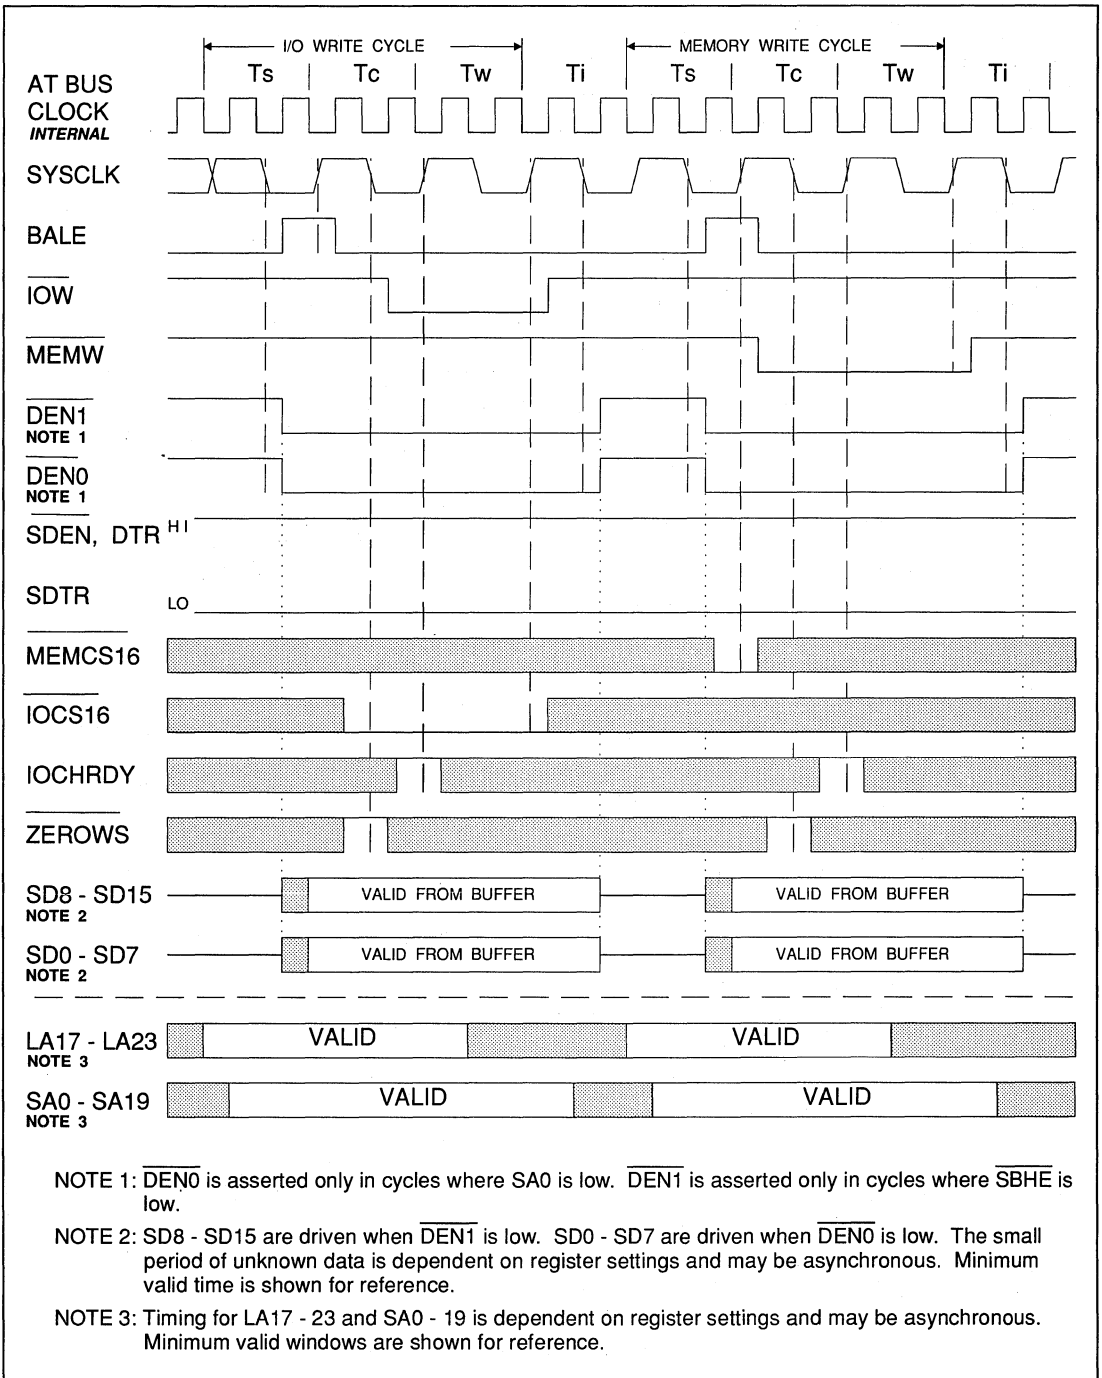 I/O WRITE CYCLE MEMORY WRITE CYCLE
Ts Tc Tw Ti Ts Tc Tw Ti
AT BUS
CLOCK
INTERNAL
SYSCLK
BALE
IOW
MEMW
DEN1
NOTE 1
DEN0
NOTE 1
SDEN, DTR HI
SDTR LO
MEMCS16
IOCS16
IOCHRDY
ZEROWS
SD8 - SD15 VALID FROM BUFFER VALID FROM BUFFER
NOTE 2
SD0 - SD7 VALID FROM BUFFER VALID FROM BUFFER
NOTE 2
LA17 - LA23 VALID VALID
NOTE 3
SA0 - SA19 VALID VALID
NOTE 3
NOTE 1: DEN0 is asserted only in cycles where SA0 is low. DEN1 is asserted only in cycles where SBHE is
low.
NOTE 2: SD8 - SD15 are driven when DEN1 is low. SD0 - SD7 are driven when DEN0 is low. The small
period of unknown data is dependent on register settings and may be asynchronous. Minimum
valid time is shown for reference.
NOTE 3: Timing for LA17 - 23 and SA0 - 19 is dependent on register settings and may be asynchronous.
Minimum valid windows are shown for reference.